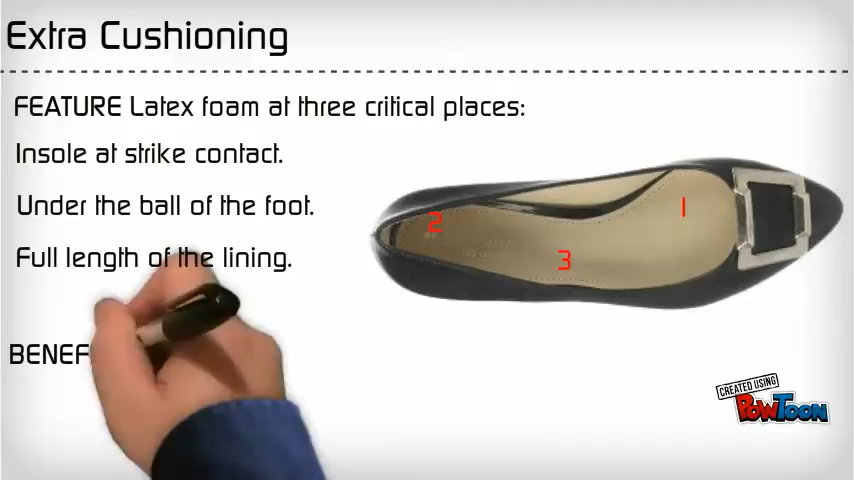 Extra Cushioning
FEATURE Latex foam at three critical places:
Insole at strike contact.
Under the ball of the foot.
Full length of the lining.
1
2
3
BENEF
CREATED USING
POWTOON